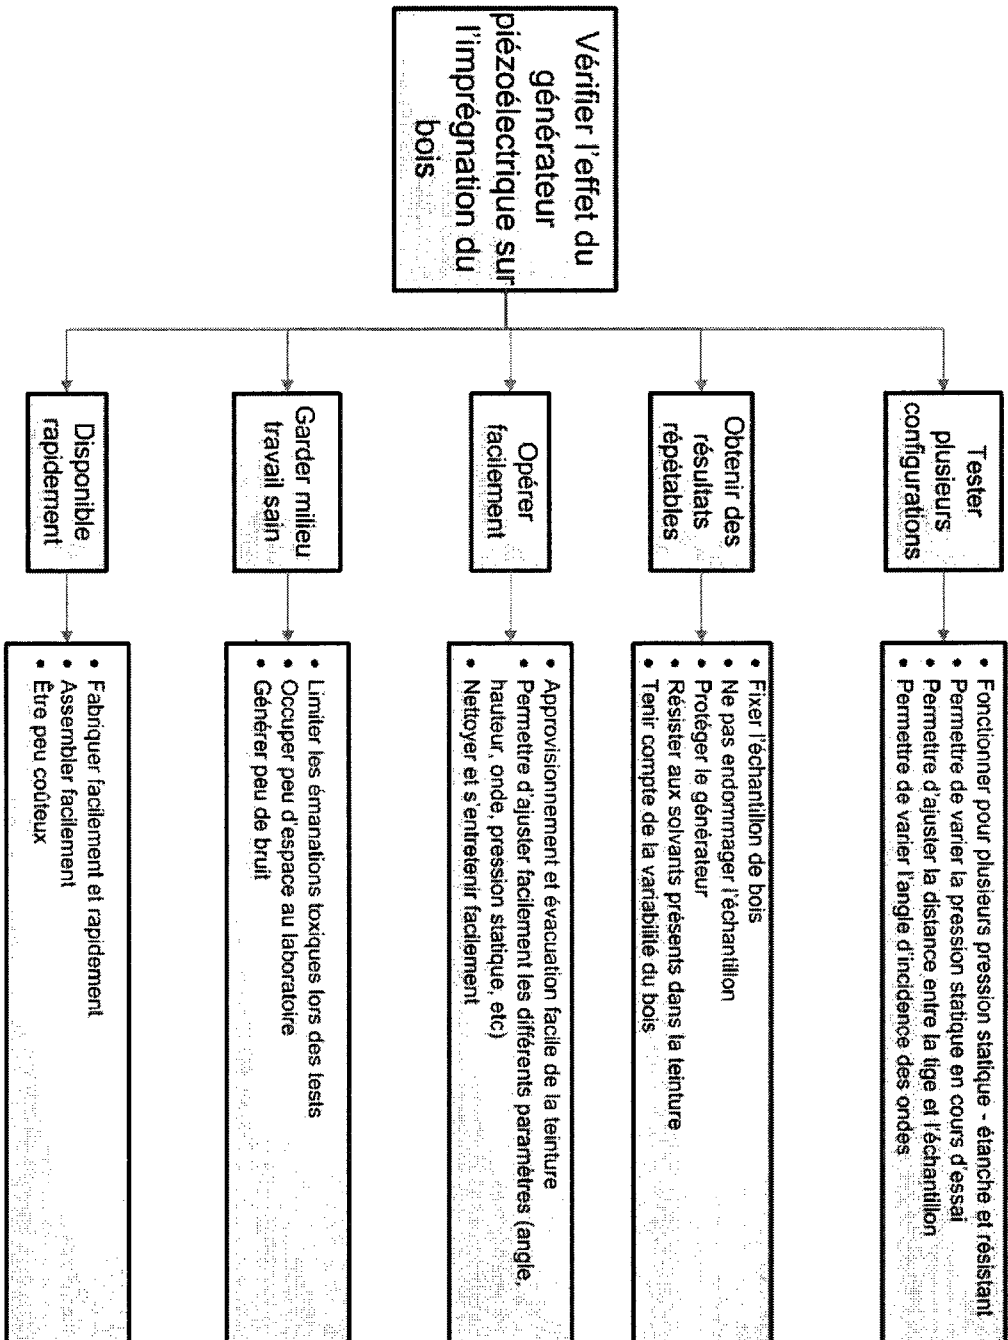 Vérifier l'effet du
générateur
piézoélectrique sur
l'imprégnation du
bois
Tester
plusieurs
configurations
• Fonctionner pour plusieurs pression statique - étanche et résistant
• Permettre de varier la pression statique en cours d'essai
• Permettre d'ajuster la distance entre la tige et l'échantillon
• Permettre de varier l'angle d'incidence des ondes
Obtenir des
résultats
répétables
• Fixer l'échantillon de bois
• Ne pas endommager l'échantillon
• Protéger le générateur
• Résister aux solvants présents dans la teinture
• Tenir compte de la variabilité du bois
Opérer
facilement
• Approvisionnement et évacuation facile de la teinture
• Permettre d'ajuster facilement les différents paramètres (angle,
hauteur, onde, pression statique, etc)
• Nettoyer et s'entretenir facilement
Garder milieu
travail sain
• Limiter les émanations toxiques lors des tests
• Occuper peu d'espace au laboratoire
• Générer peu de bruit
Disponible
rapidement
• Fabriquer facilement et rapidement
• Assembler facilement
• Être peu coûteux